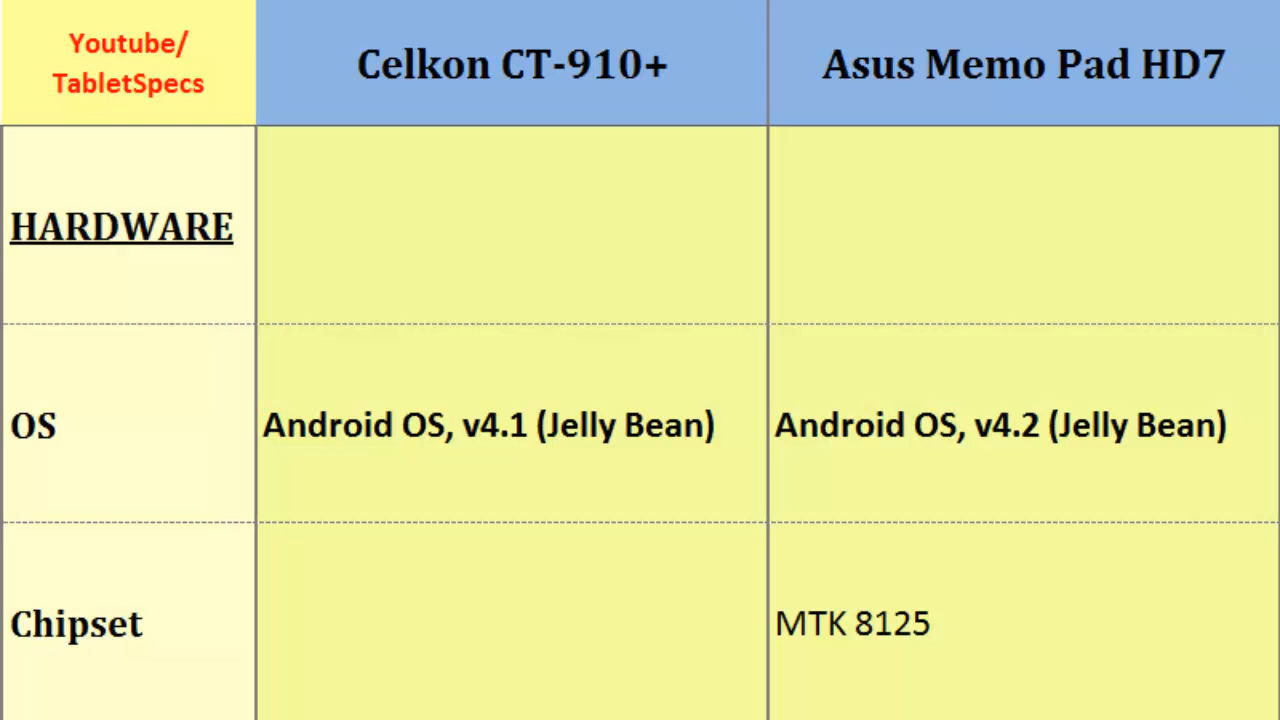 Youtube/
TabletSpecs
Celkon CT-910+
Asus Memo Pad HD7
HARDWARE
OS
Android OS, v4.1 (Jelly Bean)
Android OS, v4.2 (Jelly Bean)
Chipset
MTK 8125